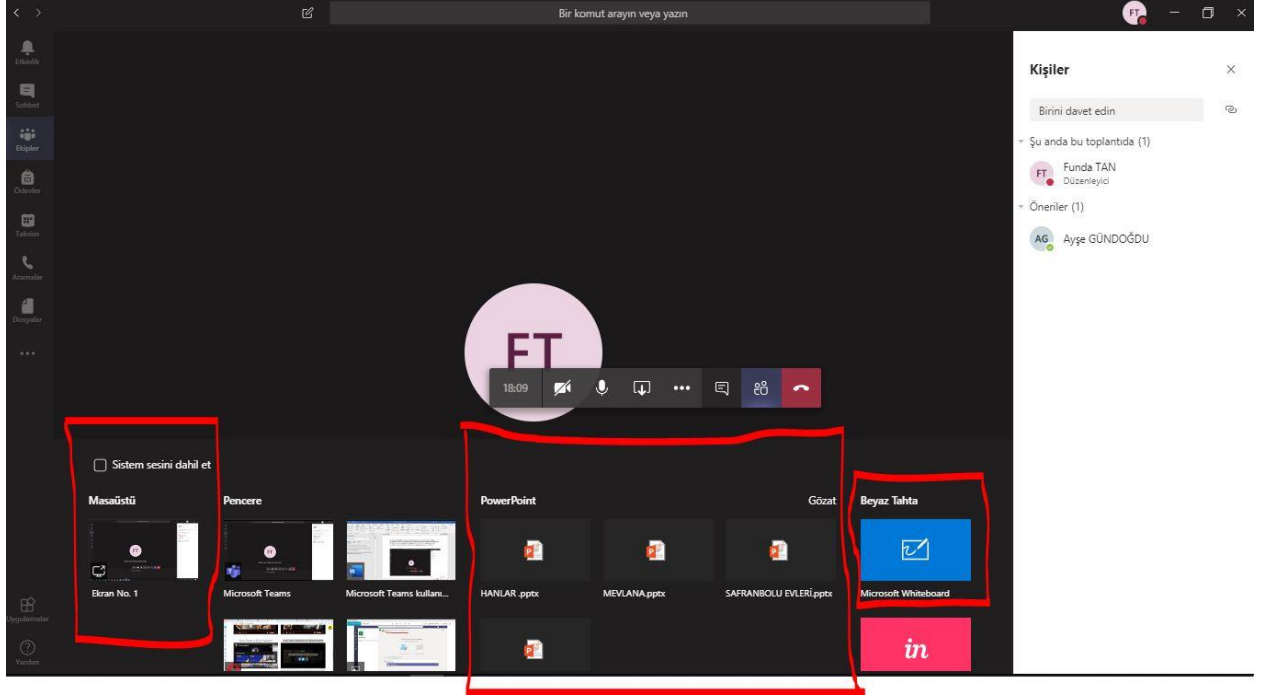 Bir komut arayın veya yazın
FT
Etkinlik
Sohbet
Ekipler
Ödevler
Takvim
Aramalar
Dosyalar
Uygulamalar
Yardım
FT
18:09
Sistem sesini dahil et
Masaüstü
Ekran No. 1
Pencere
Microsoft Teams
Microsoft Teams kullanı...
PowerPoint
Gözat
HANLAR .pptx
MEVLANA.pptx
SAFRANBOLU EVLERİ.pptx
Beyaz Tahta
Microsoft Whiteboard
in
Kişiler
Birini davet edin
Şu anda bu toplantıda (1)
FT
Funda TAN
Düzenleyici
Öneriler (1)
AG
Ayşe GÜNDOĞDU